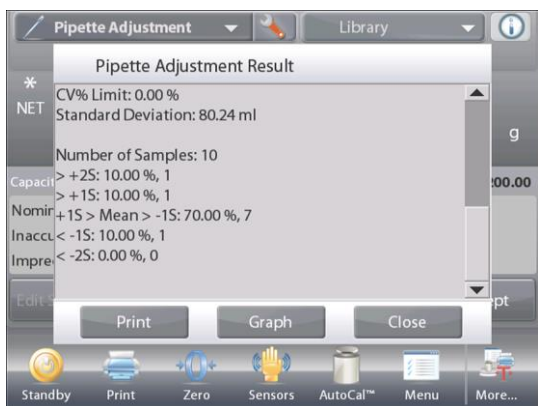 Pipette Adjustment
Library
Pipette Adjustment Result
*
NET
g
CV% Limit: 0.00 %
Standard Deviation: 80.24 ml
Number of Samples: 10
> +2S: 10.00 %, 1
> +1S: 10.00 %, 1
+1S > Mean > -1S: 70.00 %, 7
< -1S: 10.00 %, 1
< -2S: 0.00 %, 0
Print
Graph
Close
Standby
Print
Zero
Sensors
AutoCal™
Menu
More...